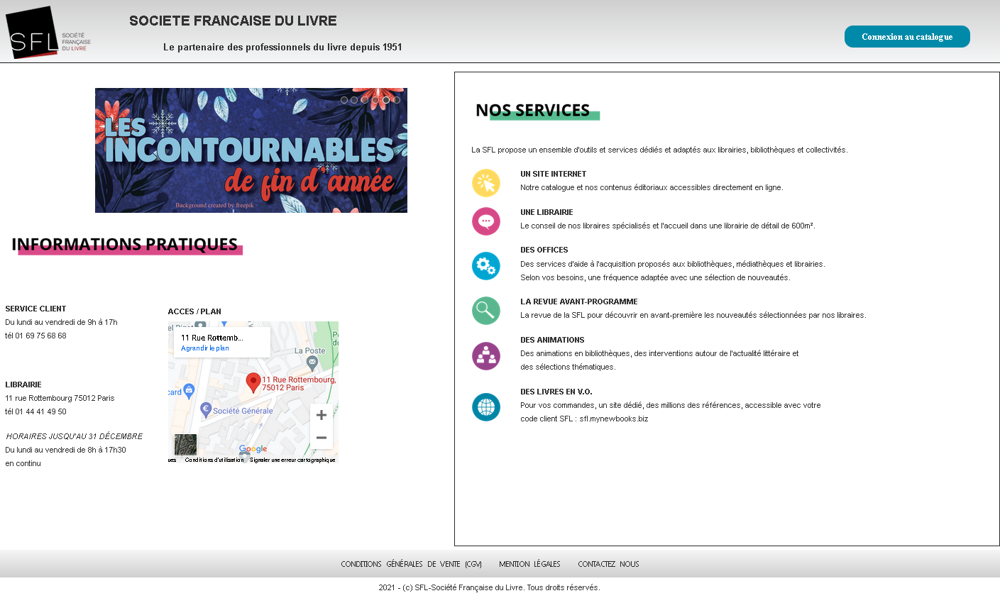 SFL
SOCIÉTÉ
FRANÇAISE
DU LIVRE
SOCIETE FRANCAISE DU LIVRE
Le partenaire des professionnels du livre depuis 1951
Connexion au catalogue
LES
INCONTOURNABLES
de fin d'année
Background created by freepik
INFORMATIONS PRATIQUES
SERVICE CLIENT
Du lundi au vendredi de 9h à 17h
tél 01 69 75 68 68
LIBRAIRIE
11 rue Rottembourg 75012 Paris
tél 01 44 41 49 50
HORAIRES JUSQU'AU 31 DÉCEMBRE
Du lundi au vendredi de 8h à 17h30
en continu
ACCES / PLAN
11 Rue Rottemb...
Agrandir le plan
La Poste
11 Rue Rottembourg,
75012 Paris
Société Générale
Google
Conditions d'utilisation
Signaler une erreur cartographique
NOS SERVICES
La SFL propose un ensemble d'outils et services dédiés et adaptés aux librairies, bibliothèques et collectivités.
UN SITE INTERNET
Notre catalogue et nos contenus éditoriaux accessibles directement en ligne.
UNE LIBRAIRIE
Le conseil de nos libraires spécialisés et l'accueil dans une librairie de détail de 600m².
DES OFFICES
Des services d'aide à l'acquisition proposés aux bibliothèques, médiathèques et librairies.
Selon vos besoins, une fréquence adaptée avec une sélection de nouveautés.
LA REVUE AVANT-PROGRAMME
La revue de la SFL pour découvrir en avant-première les nouveautés sélectionnées par nos libraires.
DES ANIMATIONS
Des animations en bibliothèques, des interventions autour de l'actualité littéraire et
des sélections thématiques.
DES LIVRES EN V.O.
Pour vos commandes, un site dédié, des millions des références, accessible avec votre
code client SFL : sfl.mynewbooks.biz
CONDITIONS GÉNÉRALES DE VENTE (CGV)
MENTION LÉGALES
CONTACTEZ NOUS
2021 - (c) SFL-Société Française du Livre. Tous droits réservés.